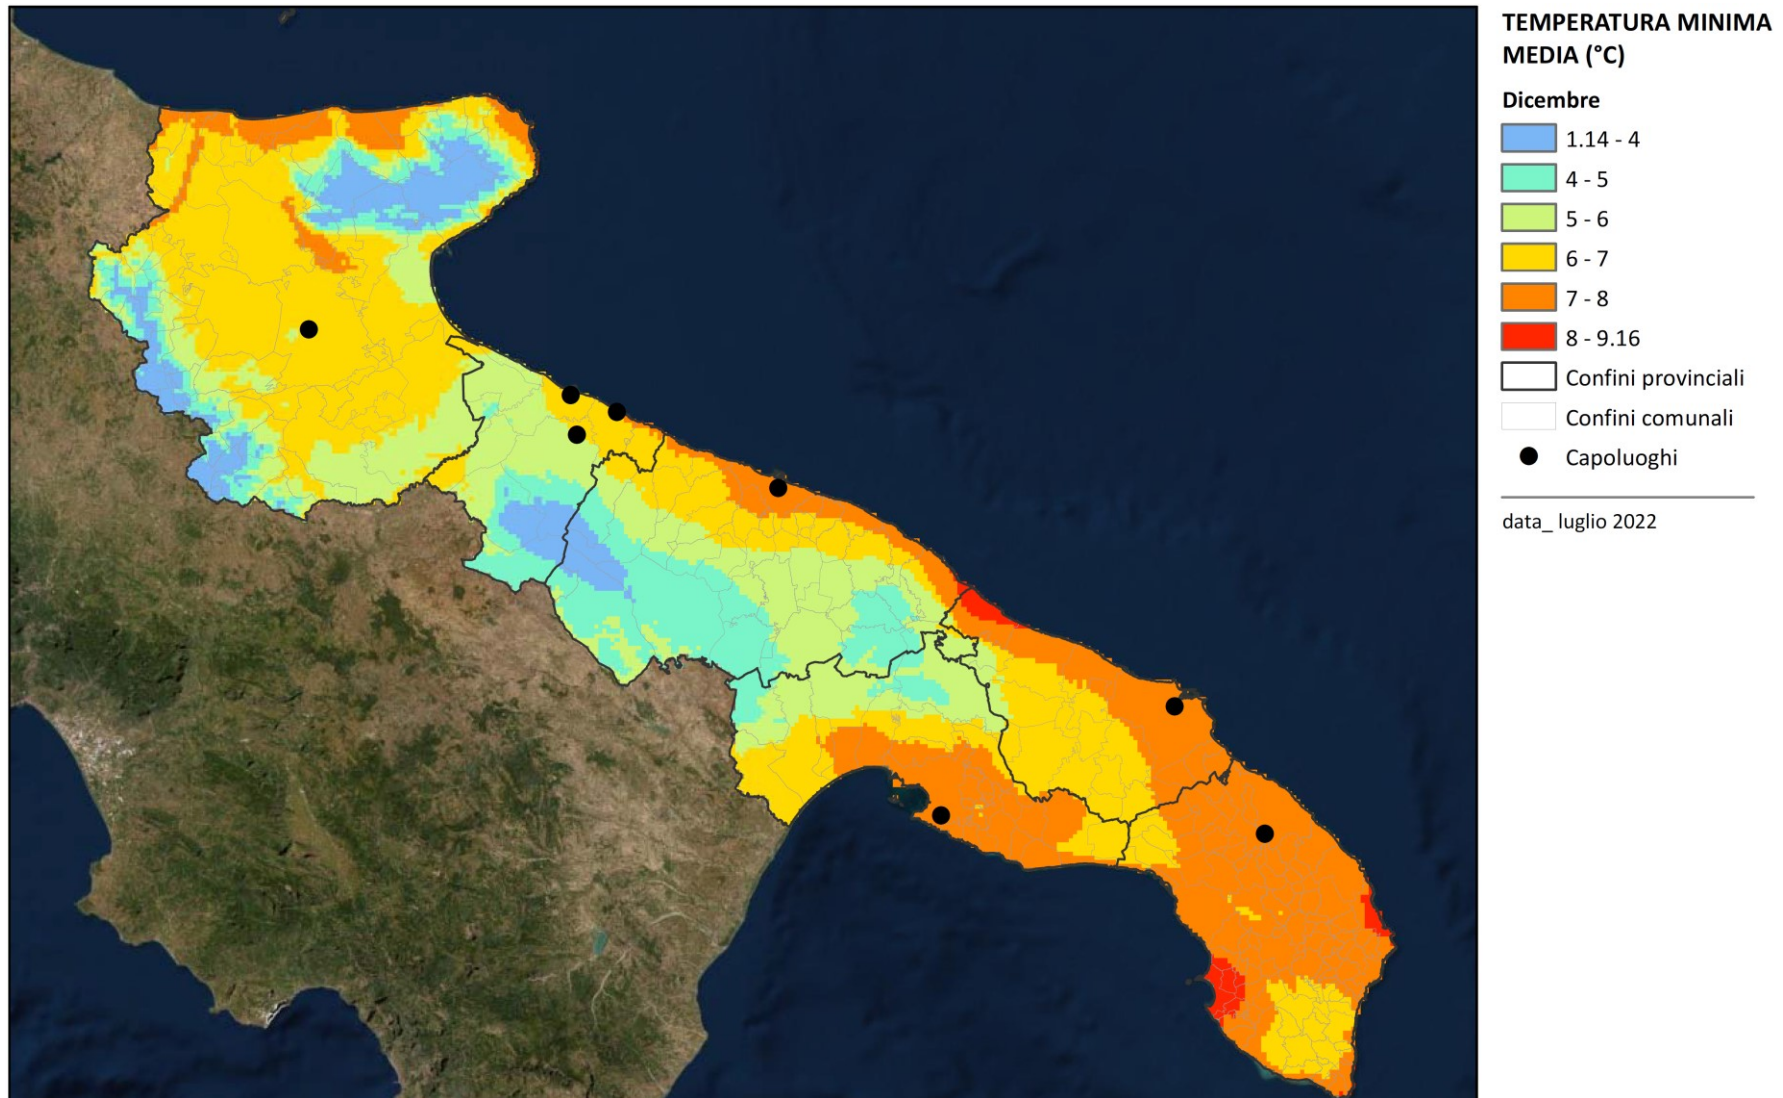 TEMPERATURA MINIMA
MEDIA (°C)
Dicembre
1.14 - 4
4 - 5
5 - 6
6 - 7
7 - 8
8 - 9.16
Confini provinciali
Confini comunali
Capoluoghi
data_ luglio 2022